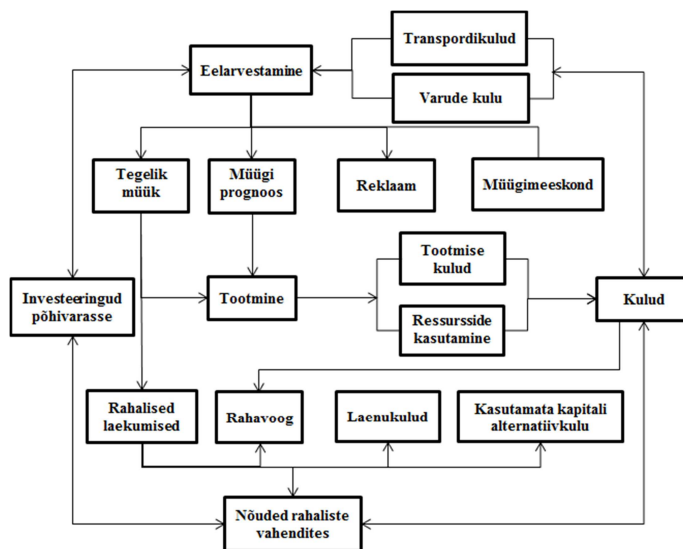 Transpordikulud
Eelarvestamine
Varude kulu
Tegelik
müük
Müügi
prognoos
Reklaam
Müügimeeskond
Tootmise
kulud
Investeeringud
põhivarasse
Tootmine
Kulud
Ressursside
kasutamine
Rahalised
laekumised
Rahavoog
Laenukulud
Kasutamata kapitali
alternatiivkulu
Nõuded rahaliste
vahendites